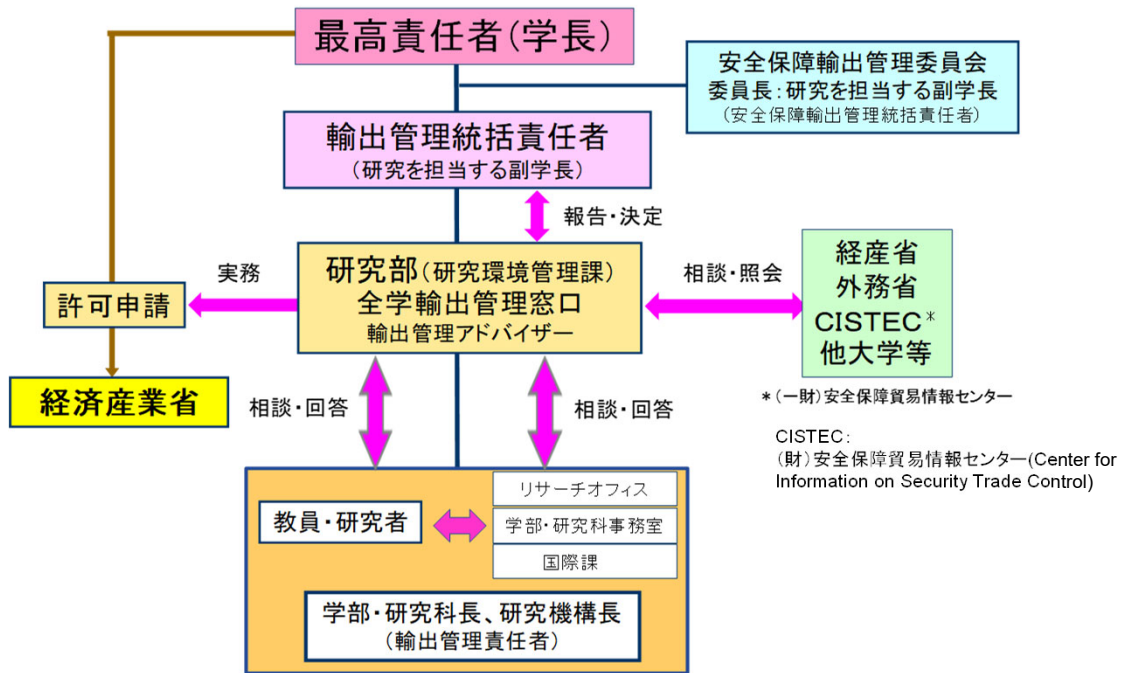 最高責任者(学長)
安全保障輸出管理委員会
委員長:研究を担当する副学長
(安全保障輸出管理統括責任者)
輸出管理統括責任者
(研究を担当する副学長)
報告・決定
研究部(研究環境管理課)
全学輸出管理窓口
輸出管理アドバイザー
実務
許可申請
経済産業省
相談・照会
経産省
外務省
CISTEC*
他大学等
*(一財)安全保障貿易情報センター
CISTEC:
(財)安全保障貿易情報センター(Center for
Information on Security Trade Control)
相談・回答
相談・回答
教員・研究者
リサーチオフィス
学部・研究科事務室
国際課
学部・研究科長、研究機構長
(輸出管理責任者)